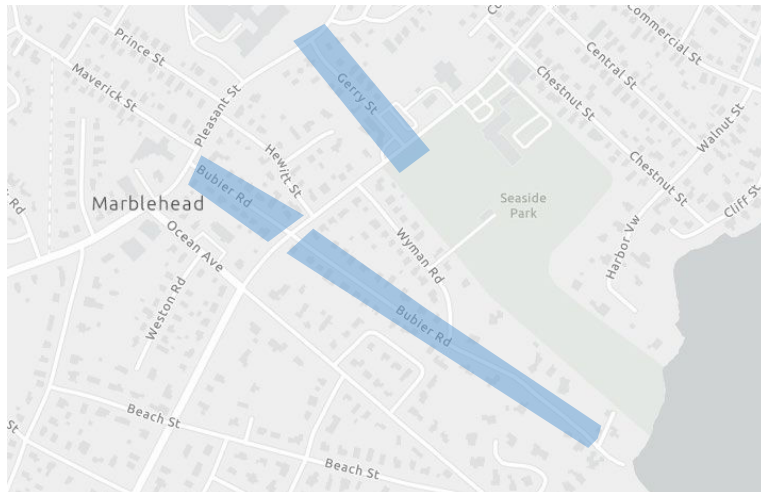 Prince St
Commercial St
Maverick St
Pleasant St
Gerry St
Central St
Chestnut St
Walnut St
Hewitt St
Bubier Rd
Chestnut St
Marblehead
Seaside
Park
Cliff St
Ocean Ave
Wyman Rd
Harbor Vw
Weston Rd
Bubier Rd
Beach St
Beach St